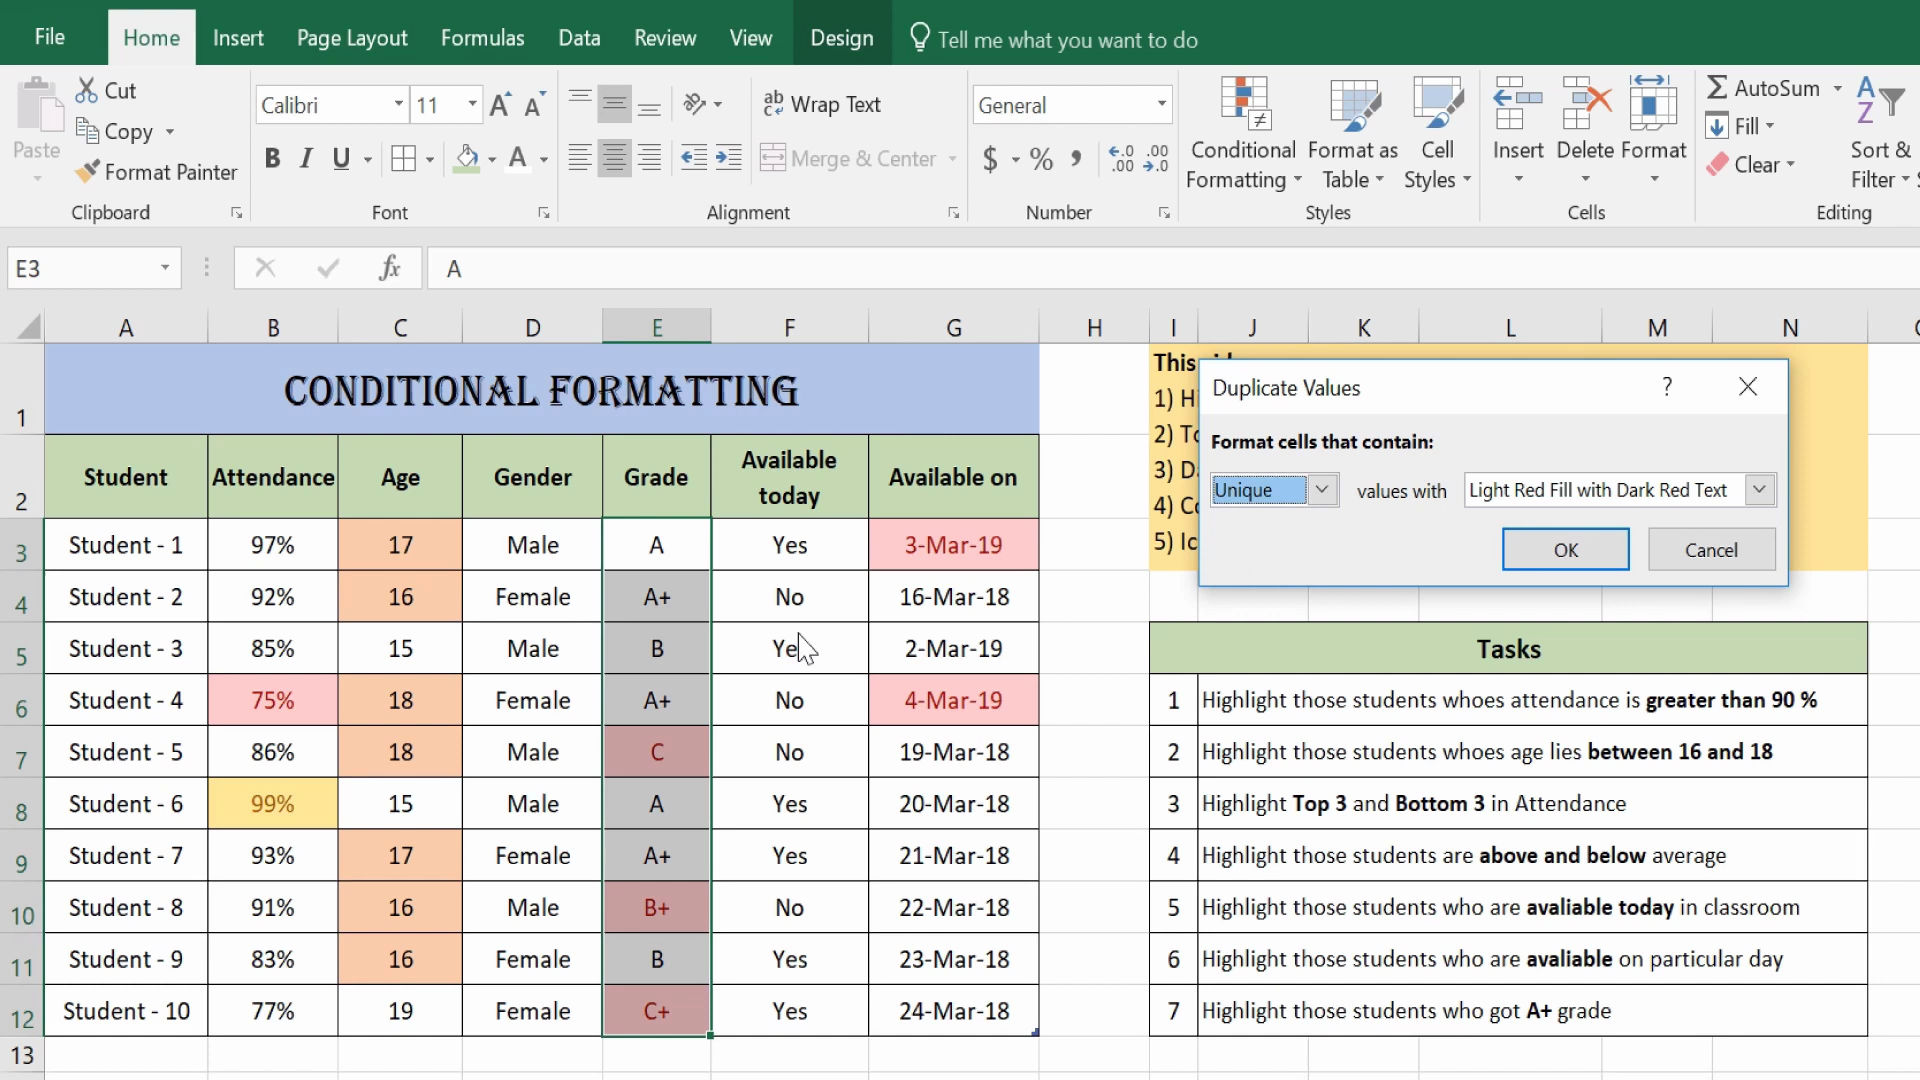 File Home Insert Page Layout Formulas Data Review View Design Tell me what you want to do
Paste
Cut
Copy
Format Painter
Clipboard
Calibri 11
B I U
Font
Wrap Text
Merge & Center
Alignment
General
$ % ,
Number
Conditional Formatting
Format as Table
Cell Styles
Styles
Insert Delete Format
Cells
AutoSum
Fill
Clear
Sort & Filter
Editing
E3 fx A
A B C D E F G H I J K L M N
1 CONDITIONAL FORMATTING
2 Student Attendance Age Gender Grade Available today Available on
3 Student - 1 97% 17 Male A Yes 3-Mar-19
4 Student - 2 92% 16 Female A+ No 16-Mar-18
5 Student - 3 85% 15 Male B Ye 2-Mar-19
6 Student - 4 75% 18 Female A+ No 4-Mar-19
7 Student - 5 86% 18 Male C No 19-Mar-18
8 Student - 6 99% 15 Male A Yes 20-Mar-18
9 Student - 7 93% 17 Female A+ Yes 21-Mar-18
10 Student - 8 91% 16 Male B+ No 22-Mar-18
11 Student - 9 83% 16 Female B Yes 23-Mar-18
12 Student - 10 77% 19 Female C+ Yes 24-Mar-18
13
This
1) H
2) To
3) D
4) Co
5) Ic
Duplicate Values ?
Format cells that contain:
Unique values with Light Red Fill with Dark Red Text
OK Cancel
Tasks
1 Highlight those students whoes attendance is greater than 90 %
2 Highlight those students whoes age lies between 16 and 18
3 Highlight Top 3 and Bottom 3 in Attendance
4 Highlight those students are above and below average
5 Highlight those students who are avaliable today in classroom
6 Highlight those students who are avaliable on particular day
7 Highlight those students who got A+ grade